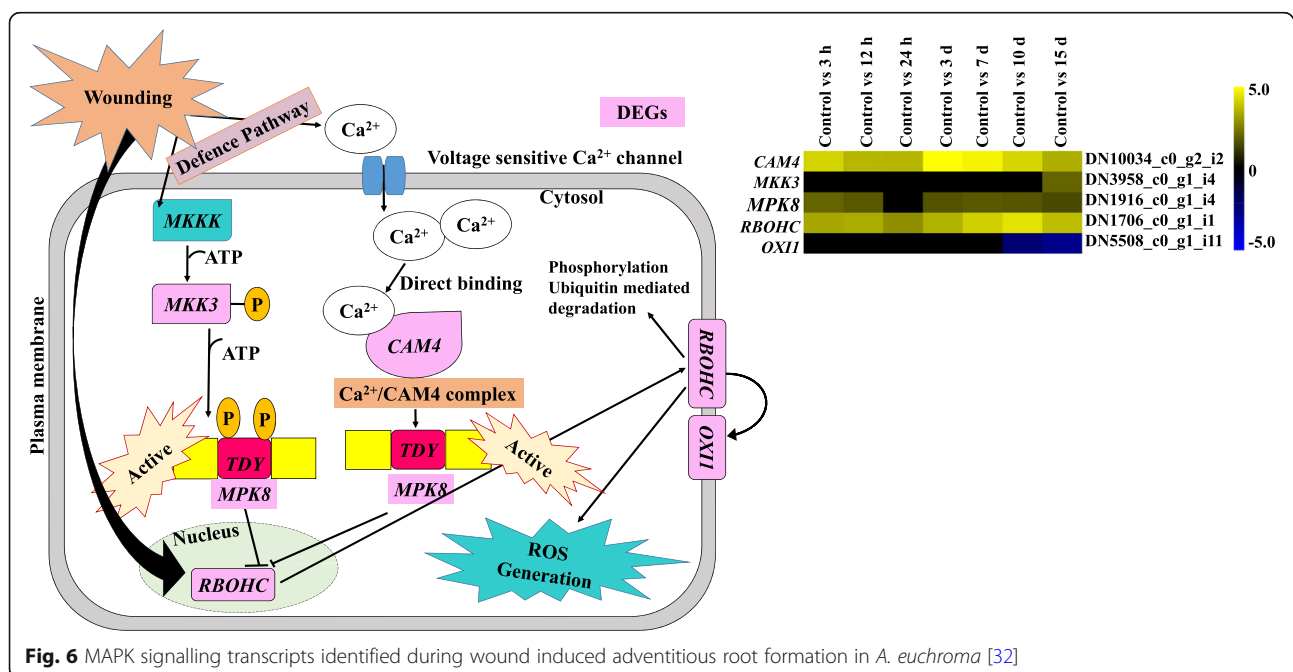 Wounding
Defence Pathway
Ca²⁺
DEGs
Voltage sensitive Ca²⁺ channel
Cytosol
Plasma membrane
MKKK
ATP
MKK3
P
ATP
P P
Active
TDY
MPK8
Nucleus
RBOHC
Ca²⁺
Ca²⁺
Direct binding
Ca²⁺
CAM4
Ca²⁺/CAM4 complex
TDY
Active
MPK8
Phosphorylation
Ubiquitin mediated
degradation
RBOHC
OXI1
ROS
Generation
Control vs 3 h
Control vs 12 h
Control vs 24 h
Control vs 3 d
Control vs 7 d
Control vs 10 d
Control vs 15 d
CAM4 DN10034_c0_g2_i2
MKK3 DN3958_c0_g1_i4
MPK8 DN1916_c0_g1_i4
RBOHC DN1706_c0_g1_i1
OXI1 DN5508_c0_g1_i11
5.0
0
-5.0
Fig. 6 MAPK signalling transcripts identified during wound induced adventitious root formation in A. euchroma [32]